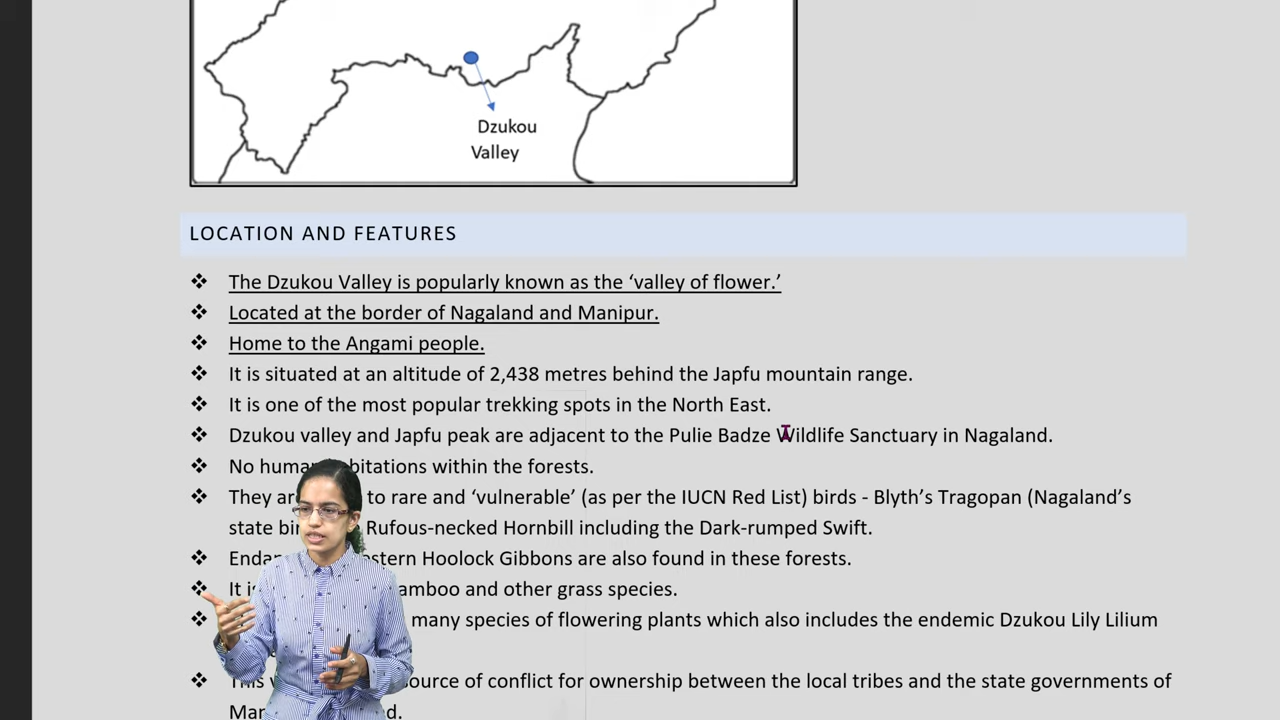 Dzukou
Valley
LOCATION AND FEATURES
❖ The Dzukou Valley is popularly known as the ‘valley of flower.’
❖ Located at the border of Nagaland and Manipur.
❖ Home to the Angami people.
❖ It is situated at an altitude of 2,438 metres behind the Japfu mountain range.
❖ It is one of the most popular trekking spots in the North East.
❖ Dzukou valley and Japfu peak are adjacent to the Pulie Badze Wildlife Sanctuary in Nagaland.
❖ No human bitations within the forests.
❖ They ar to rare and ‘vulnerable’ (as per the IUCN Red List) birds - Blyth’s Tragopan (Nagaland’s
state bi Rufous-necked Hornbill including the Dark-rumped Swift.
❖ Enda stern Hoolock Gibbons are also found in these forests.
❖ It is amboo and other grass species.
❖ many species of flowering plants which also includes the endemic Dzukou Lily Lilium
❖ This source of conflict for ownership between the local tribes and the state governments of
Man d.